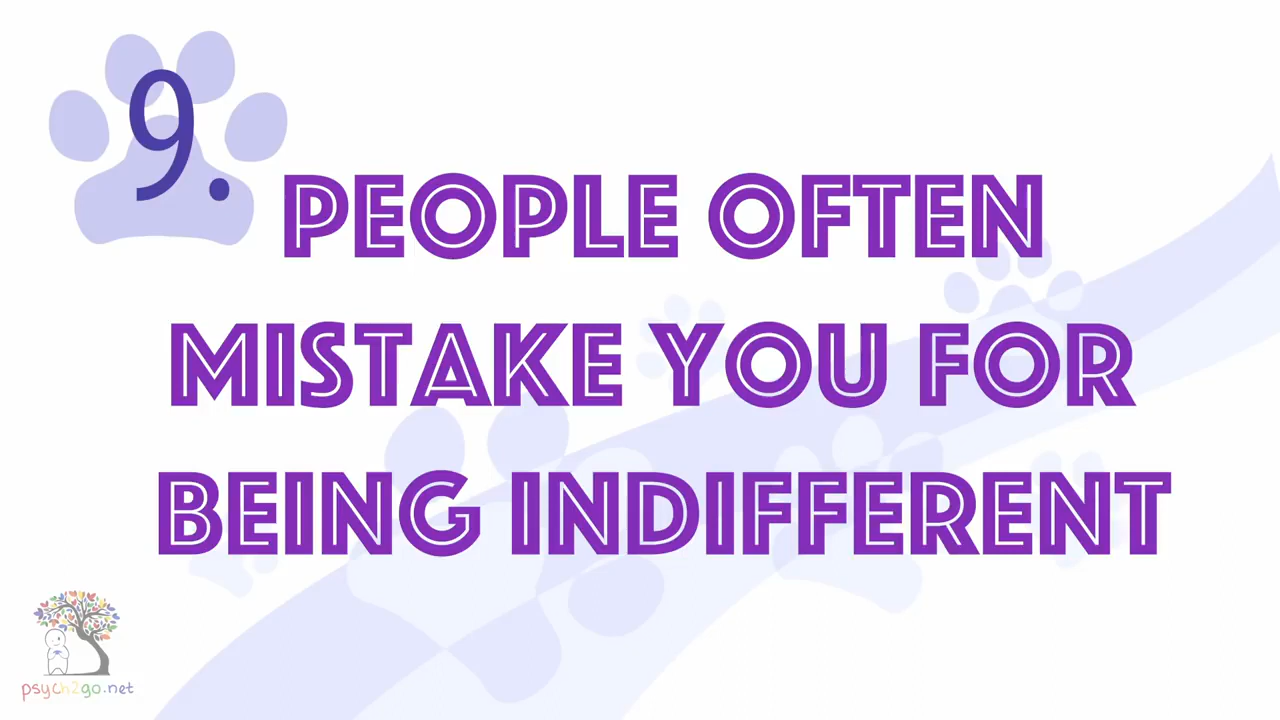 9.
PEOPLE OFTEN
MISTAKE YOU FOR
BEING INDIFFERENT
psych2go.net